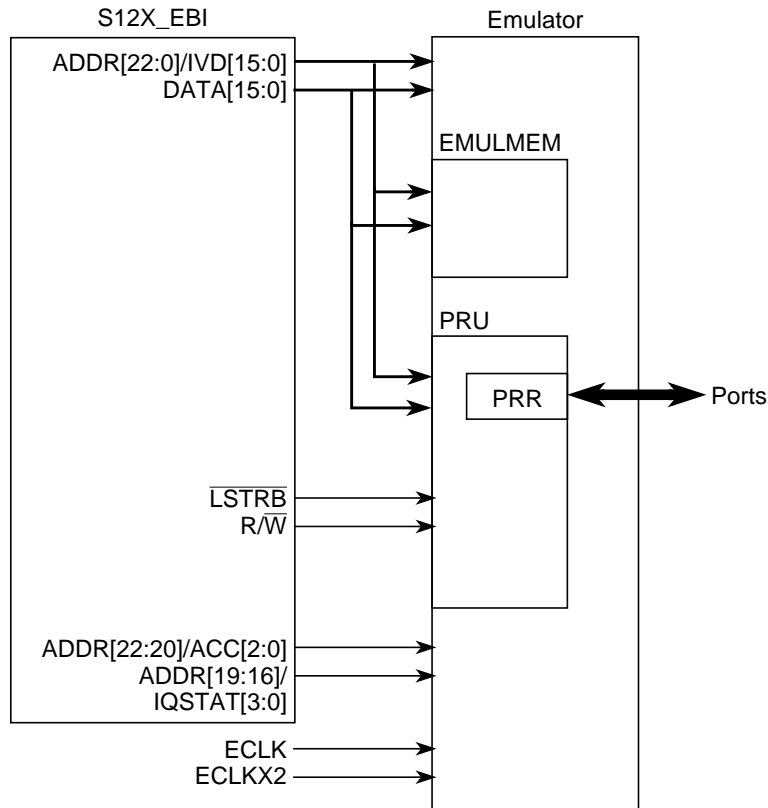 S12X_EBI
Emulator
ADDR[22:0]/IVD[15:0]
DATA[15:0]
EMULMEM
PRU
PRR
Ports
LSTRB
R/W
ADDR[22:20]/ACC[2:0]
ADDR[19:16]/
IQSTAT[3:0]
ECLK
ECLKX2